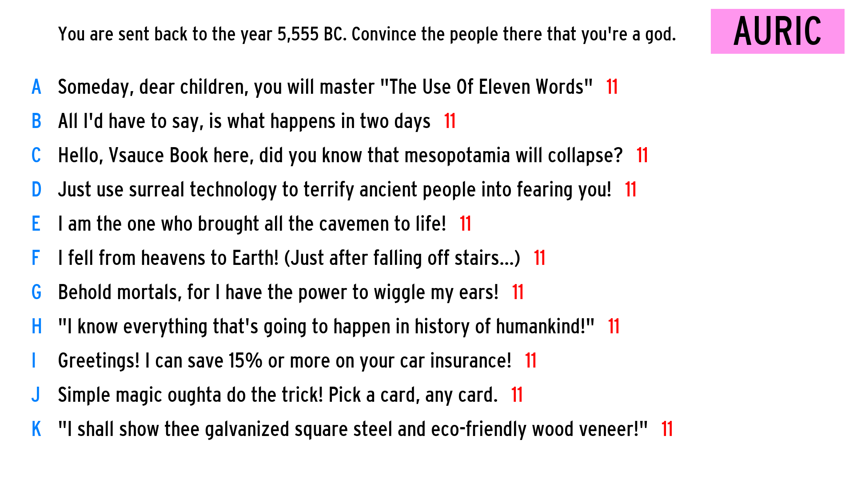 You are sent back to the year 5,555 BC. Convince the people there that you're a god.
AURIC
A Someday, dear children, you will master "The Use Of Eleven Words" 11
B All I'd have to say, is what happens in two days 11
C Hello, Vsauce Book here, did you know that mesopotamia will collapse? 11
D Just use surreal technology to terrify ancient people into fearing you! 11
E I am the one who brought all the cavemen to life! 11
F I fell from heavens to Earth! (Just after falling off stairs...) 11
G Behold mortals, for I have the power to wiggle my ears! 11
H "I know everything that's going to happen in history of humankind!" 11
I Greetings! I can save 15% or more on your car insurance! 11
J Simple magic oughta do the trick! Pick a card, any card. 11
K "I shall show thee galvanized square steel and eco-friendly wood veneer!" 11